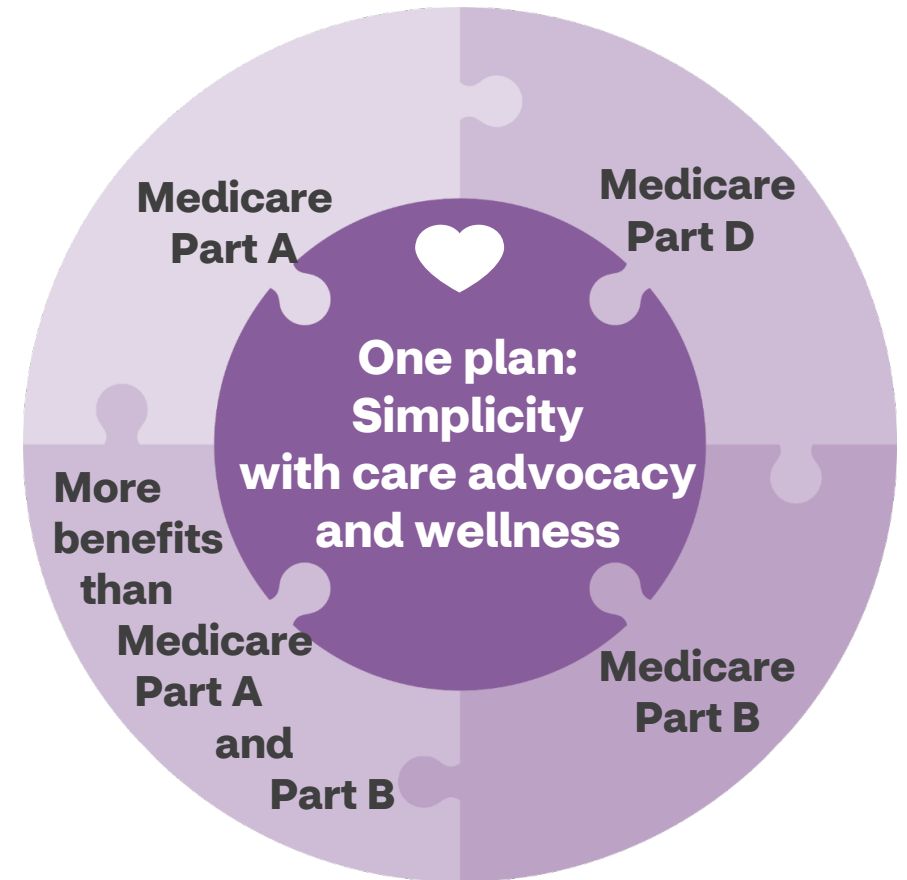 Medicare
Part A
Medicare
Part D
One plan:
Simplicity
with care advocacy
and wellness
More
benefits
than
Medicare
Part A
and
Part B
Medicare
Part B